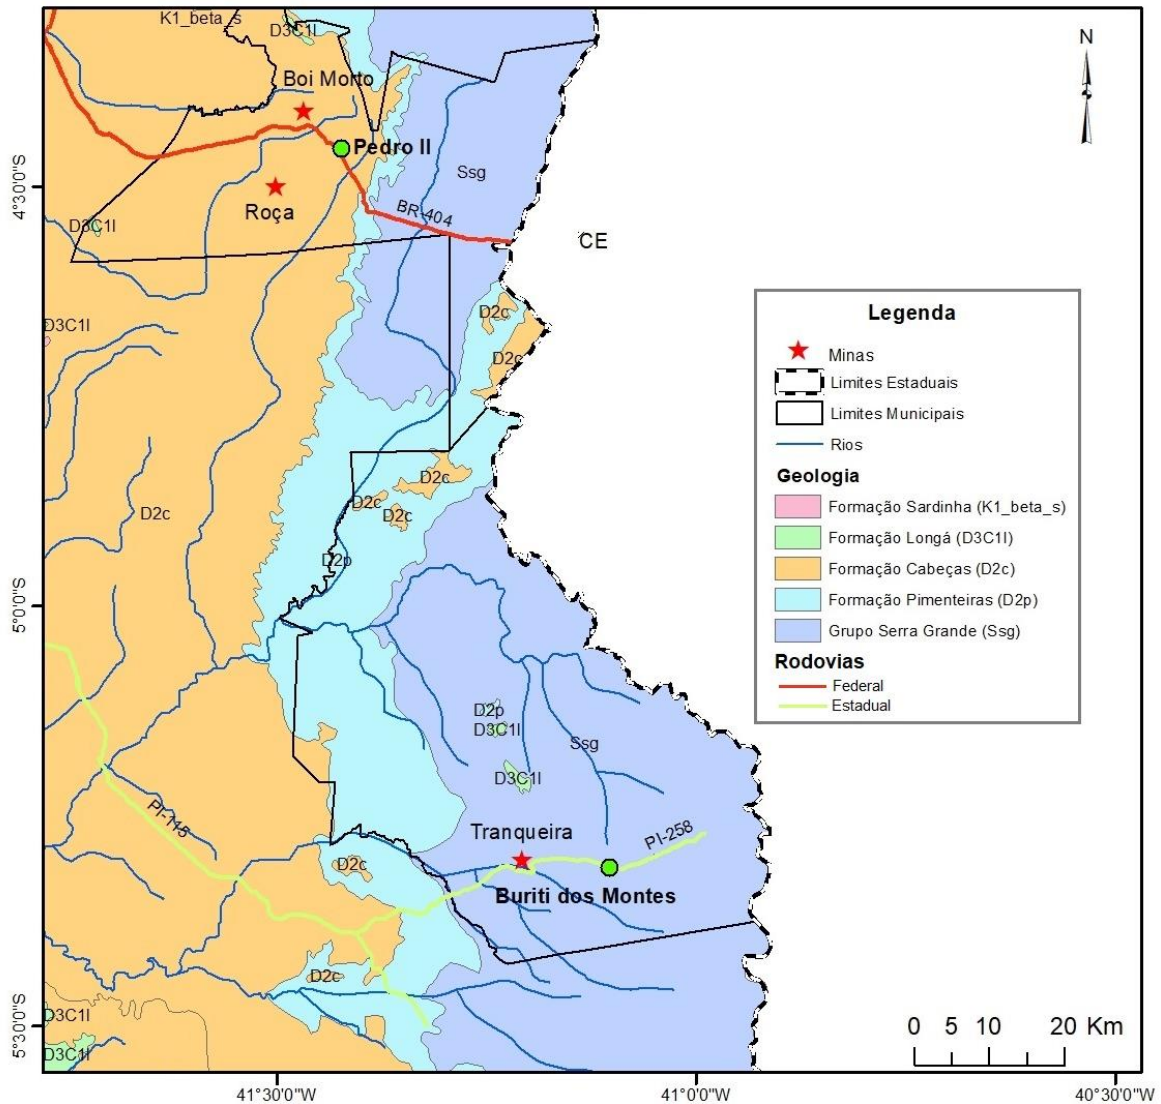 K1_beta_s
D3C1l
Boi Morto
Pedro II
Ssg
Roça
D3C1l
BR-404
CE
D3C1l
D2c
D2c
D2c
D2c
D2c
D2c
D2p
D2p
D3C1l
Ssg
D3C1l
PI-115
Tranqueira
PI-258
D2c
Buriti dos Montes
D2c
D3C1l
D3C1l
N
Legenda
Minas
Limites Estaduais
Limites Municipais
Rios
Geologia
Formação Sardinha (K1_beta_s)
Formação Longá (D3C1l)
Formação Cabeças (D2c)
Formação Pimenteiras (D2p)
Grupo Serra Grande (Ssg)
Rodovias
Federal
Estadual
0 5 10 20 Km
4°30'0"S
5°0'0"S
5°30'0"S
41°30'0"W
41°0'0"W
40°30'0"W